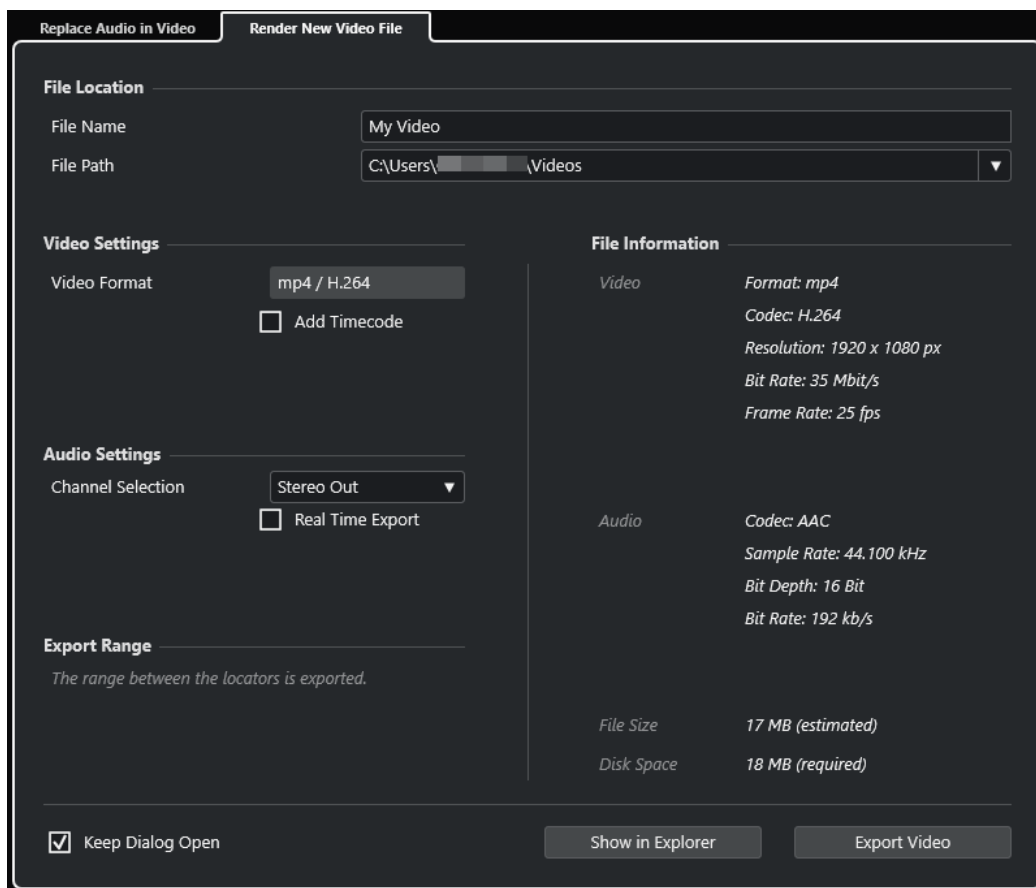 Replace Audio in Video
Render New Video File
File Location
File Name
My Video
File Path
C:\Users\ \Videos
Video Settings
Video Format
mp4 / H.264
Add Timecode
Audio Settings
Channel Selection
Stereo Out
Real Time Export
Export Range
The range between the locators is exported.
File Information
Video
Format: mp4
Codec: H.264
Resolution: 1920 x 1080 px
Bit Rate: 35 Mbit/s
Frame Rate: 25 fps
Audio
Codec: AAC
Sample Rate: 44.100 kHz
Bit Depth: 16 Bit
Bit Rate: 192 kb/s
File Size
17 MB (estimated)
Disk Space
18 MB (required)
Keep Dialog Open
Show in Explorer
Export Video